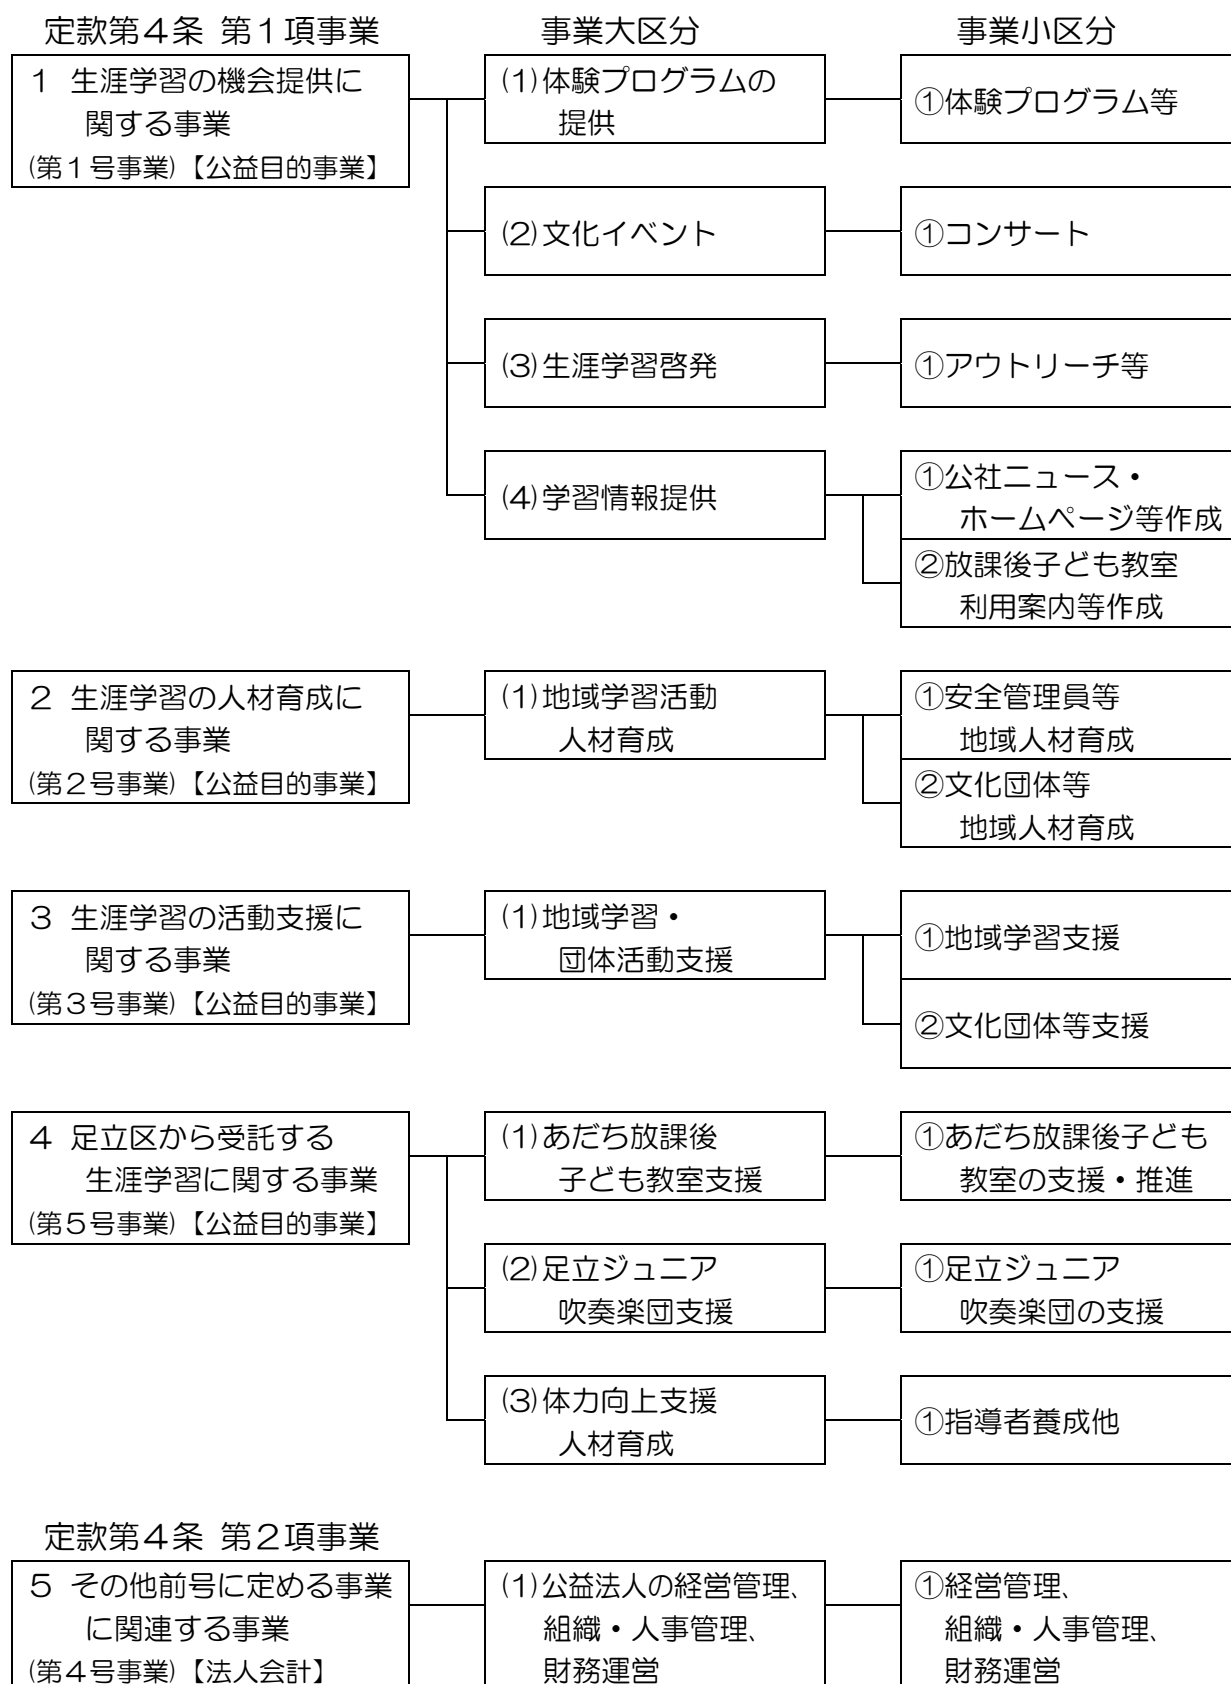 定款第４条 第１項事業
事業大区分
事業小区分
１ 生涯学習の機会提供に
関する事業
(第１号事業)【公益目的事業】
(1)体験プログラムの
提供
①体験プログラム等
(2)文化イベント
①コンサート
(3)生涯学習啓発
①アウトリーチ等
(4)学習情報提供
①公社ニュース・
ホームページ等作成
②放課後子ども教室
利用案内等作成
２ 生涯学習の人材育成に
関する事業
(第２号事業)【公益目的事業】
(1)地域学習活動
人材育成
①安全管理員等
地域人材育成
②文化団体等
地域人材育成
３ 生涯学習の活動支援に
関する事業
(第３号事業)【公益目的事業】
(1)地域学習・
団体活動支援
①地域学習支援
②文化団体等支援
４ 足立区から受託する
生涯学習に関する事業
(第５号事業)【公益目的事業】
(1)あだち放課後
子ども教室支援
①あだち放課後子ども
教室の支援・推進
(2)足立ジュニア
吹奏楽団支援
①足立ジュニア
吹奏楽団の支援
(3)体力向上支援
人材育成
①指導者養成他
定款第４条 第２項事業
５ その他前号に定める事業
に関連する事業
(第４号事業)【法人会計】
(1)公益法人の経営管理、
組織・人事管理、
財務運営
①経営管理、
組織・人事管理、
財務運営